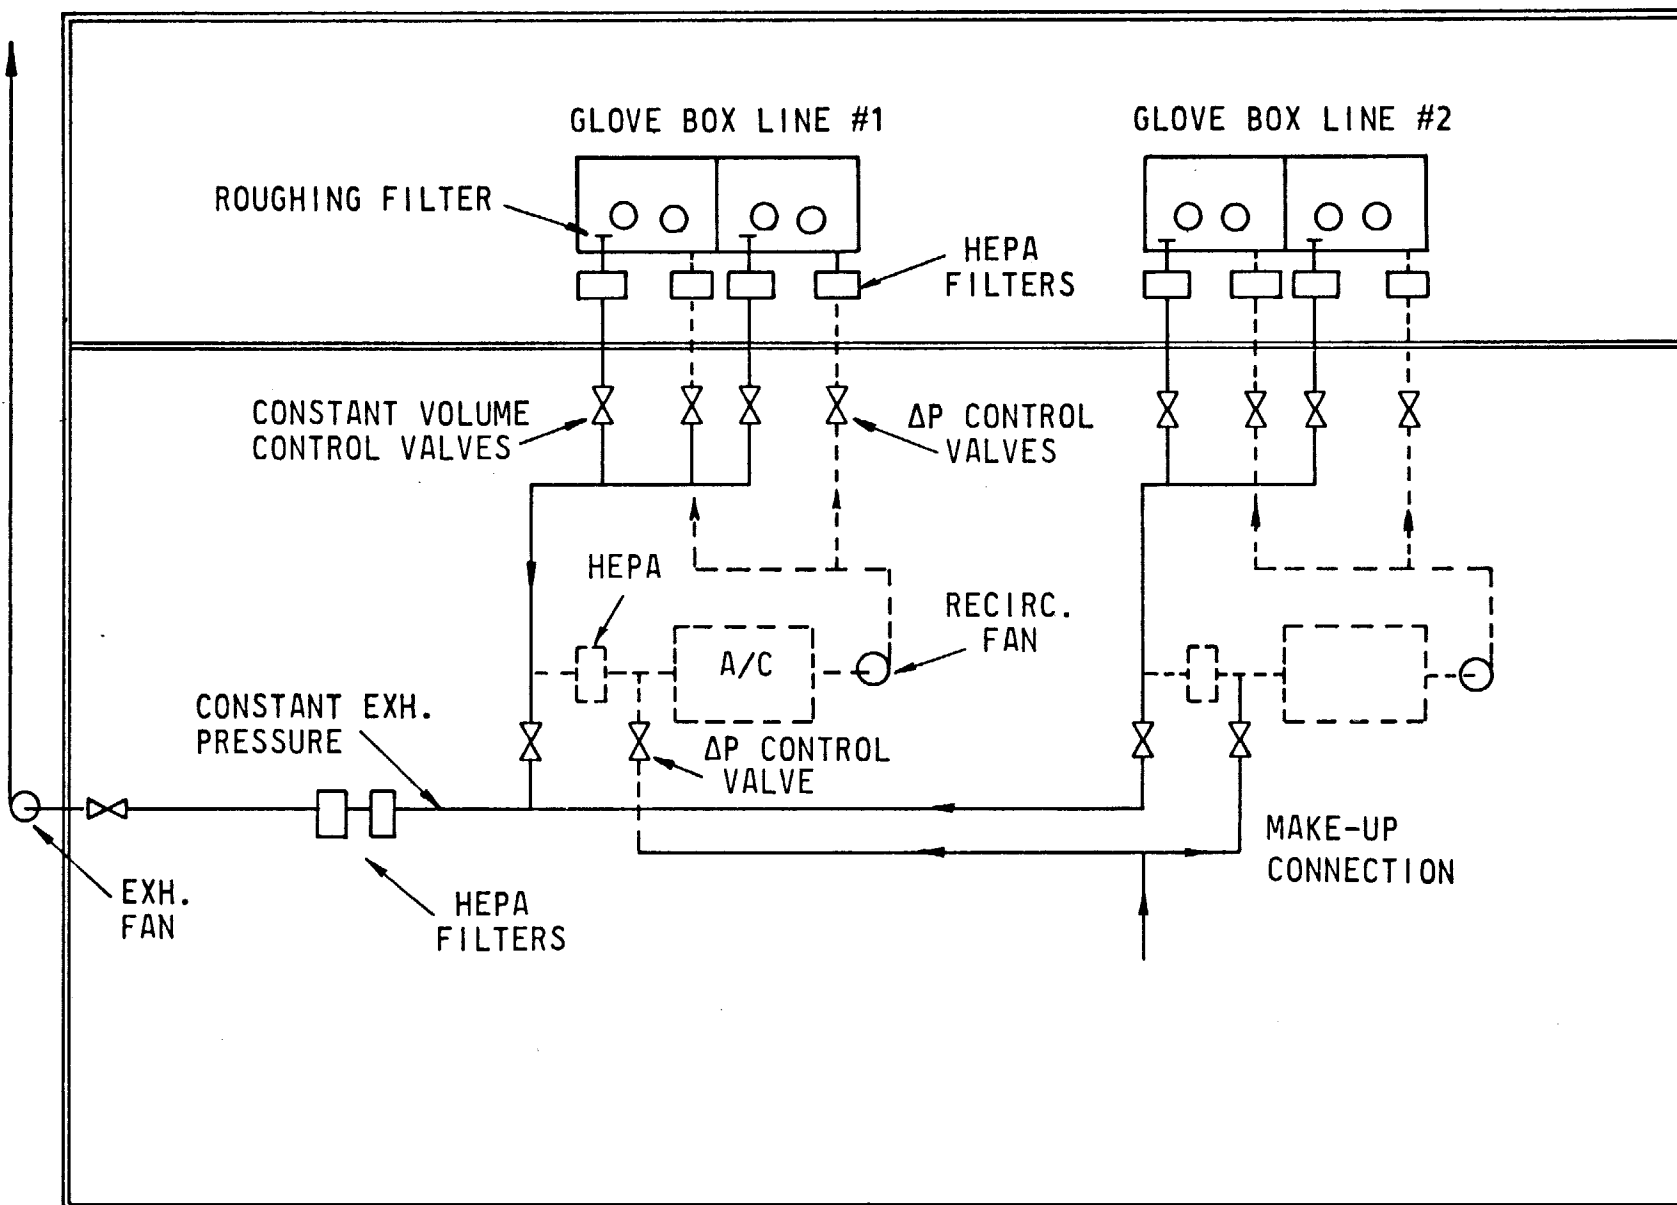 GLOVE BOX LINE #1
GLOVE BOX LINE #2
ROUGHING FILTER
HEPA
FILTERS
CONSTANT VOLUME
CONTROL VALVES
ΔP CONTROL
VALVES
HEPA
RECIRC.
FAN
A/C
CONSTANT EXH.
PRESSURE
ΔP CONTROL
VALVE
MAKE-UP
CONNECTION
EXH.
FAN
HEPA
FILTERS